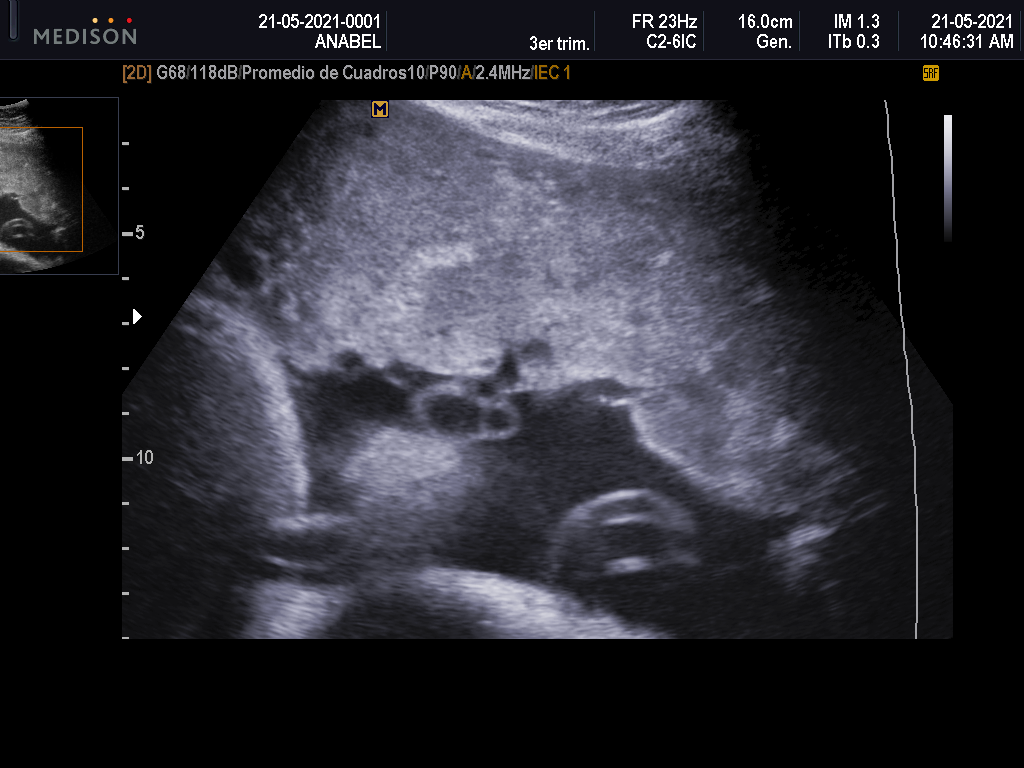 MEDISON
21-05-2021-0001
ANABEL
3er trim.
FR 23Hz
C2-6IC
16.0cm
Gen.
IM 1.3
ITb 0.3
21-05-2021
10:46:31 AM
[2D] G68/118dB/Promedio de Cuadros10/P90/A/2.4MHz/IEC 1
SRF
M
5
10